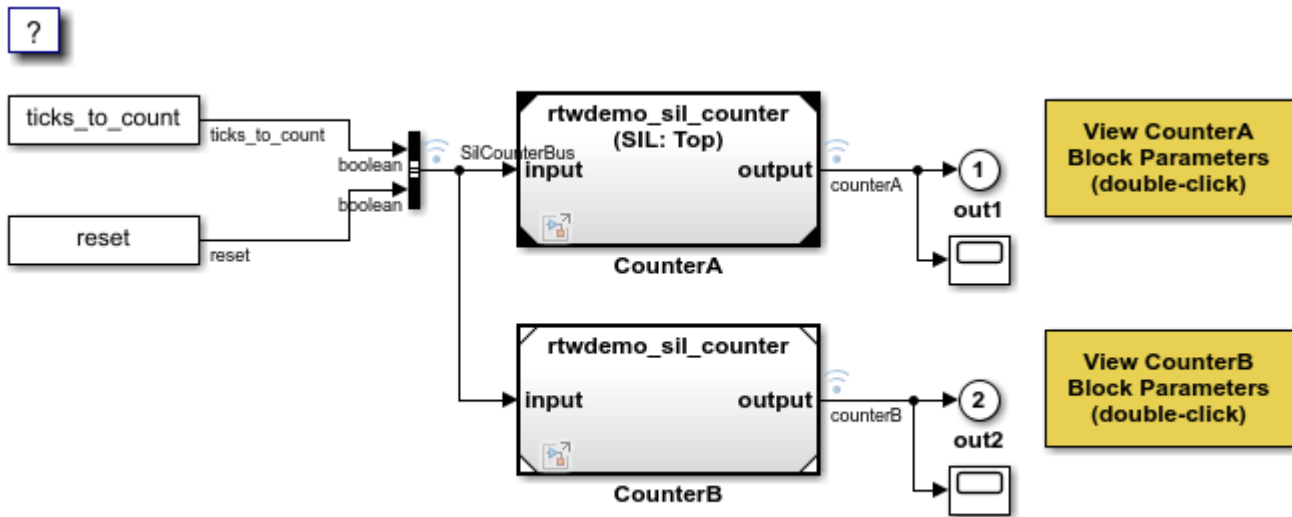 ?
ticks_to_count
ticks_to_count
boolean
SilCounterBus
reset
boolean
reset
rtwdemo_sil_counter
(SIL: Top)
input
output
CounterA
counterA
1
out1
View CounterA
Block Parameters
(double-click)
rtwdemo_sil_counter
input
output
CounterB
counterB
2
out2
View CounterB
Block Parameters
(double-click)